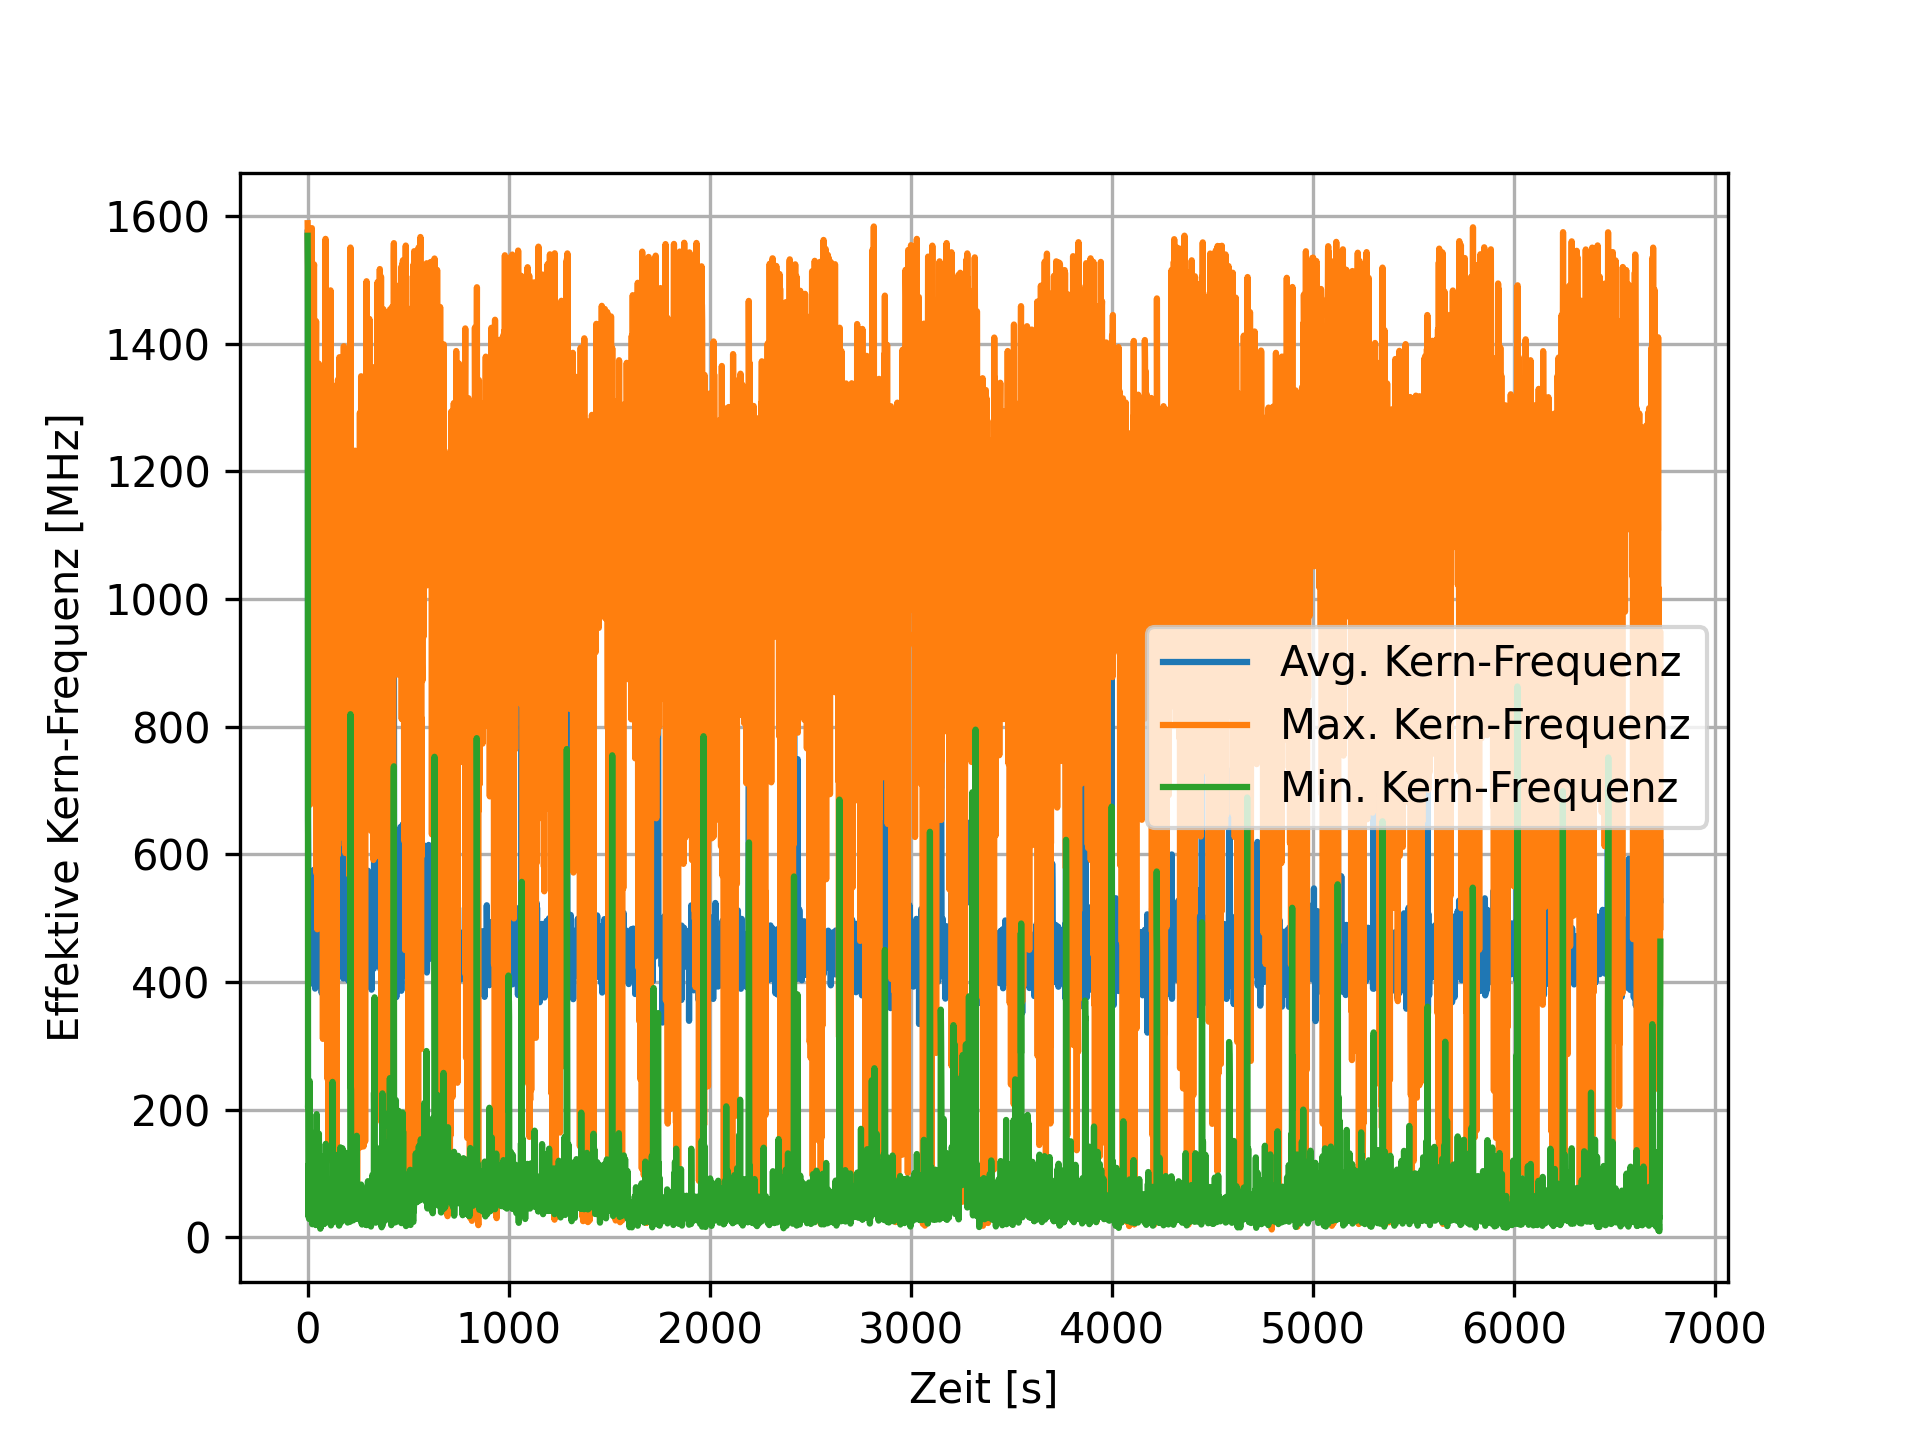 1600
1400
1200
1000
800
600
400
200
0
Effektive Kern-Frequenz [MHz]
Avg. Kern-Frequenz
Max. Kern-Frequenz
Min. Kern-Frequenz
0 1000 2000 3000 4000 5000 6000 7000
Zeit [s]